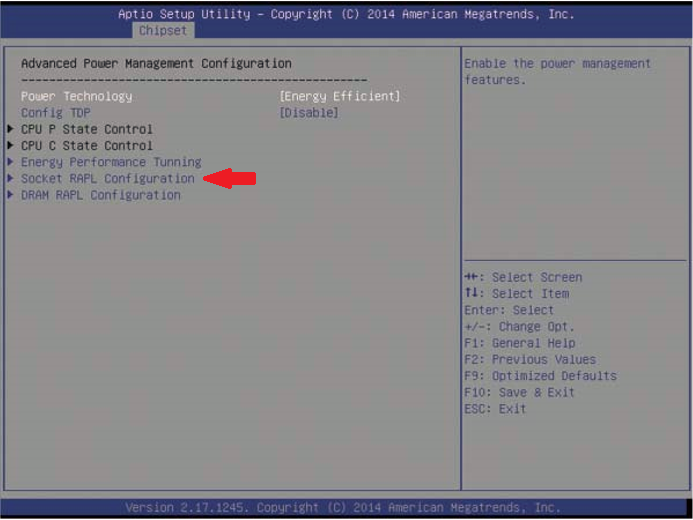 Aptio Setup Utility – Copyright (C) 2014 American Megatrends, Inc.
Chipset
Advanced Power Management Configuration
Enable the power management
features.
Power Technology [Energy Efficient]
Config TDP [Disable]
CPU P State Control
CPU C State Control
Energy Performance Tunning
Socket RAPL Configuration
DRAM RAPL Configuration
→←: Select Screen
↑↓: Select Item
Enter: Select
+/-: Change Opt.
F1: General Help
F2: Previous Values
F9: Optimized Defaults
F10: Save & Exit
ESC: Exit
Version 2.17.1245. Copyright (C) 2014 American Megatrends, Inc.